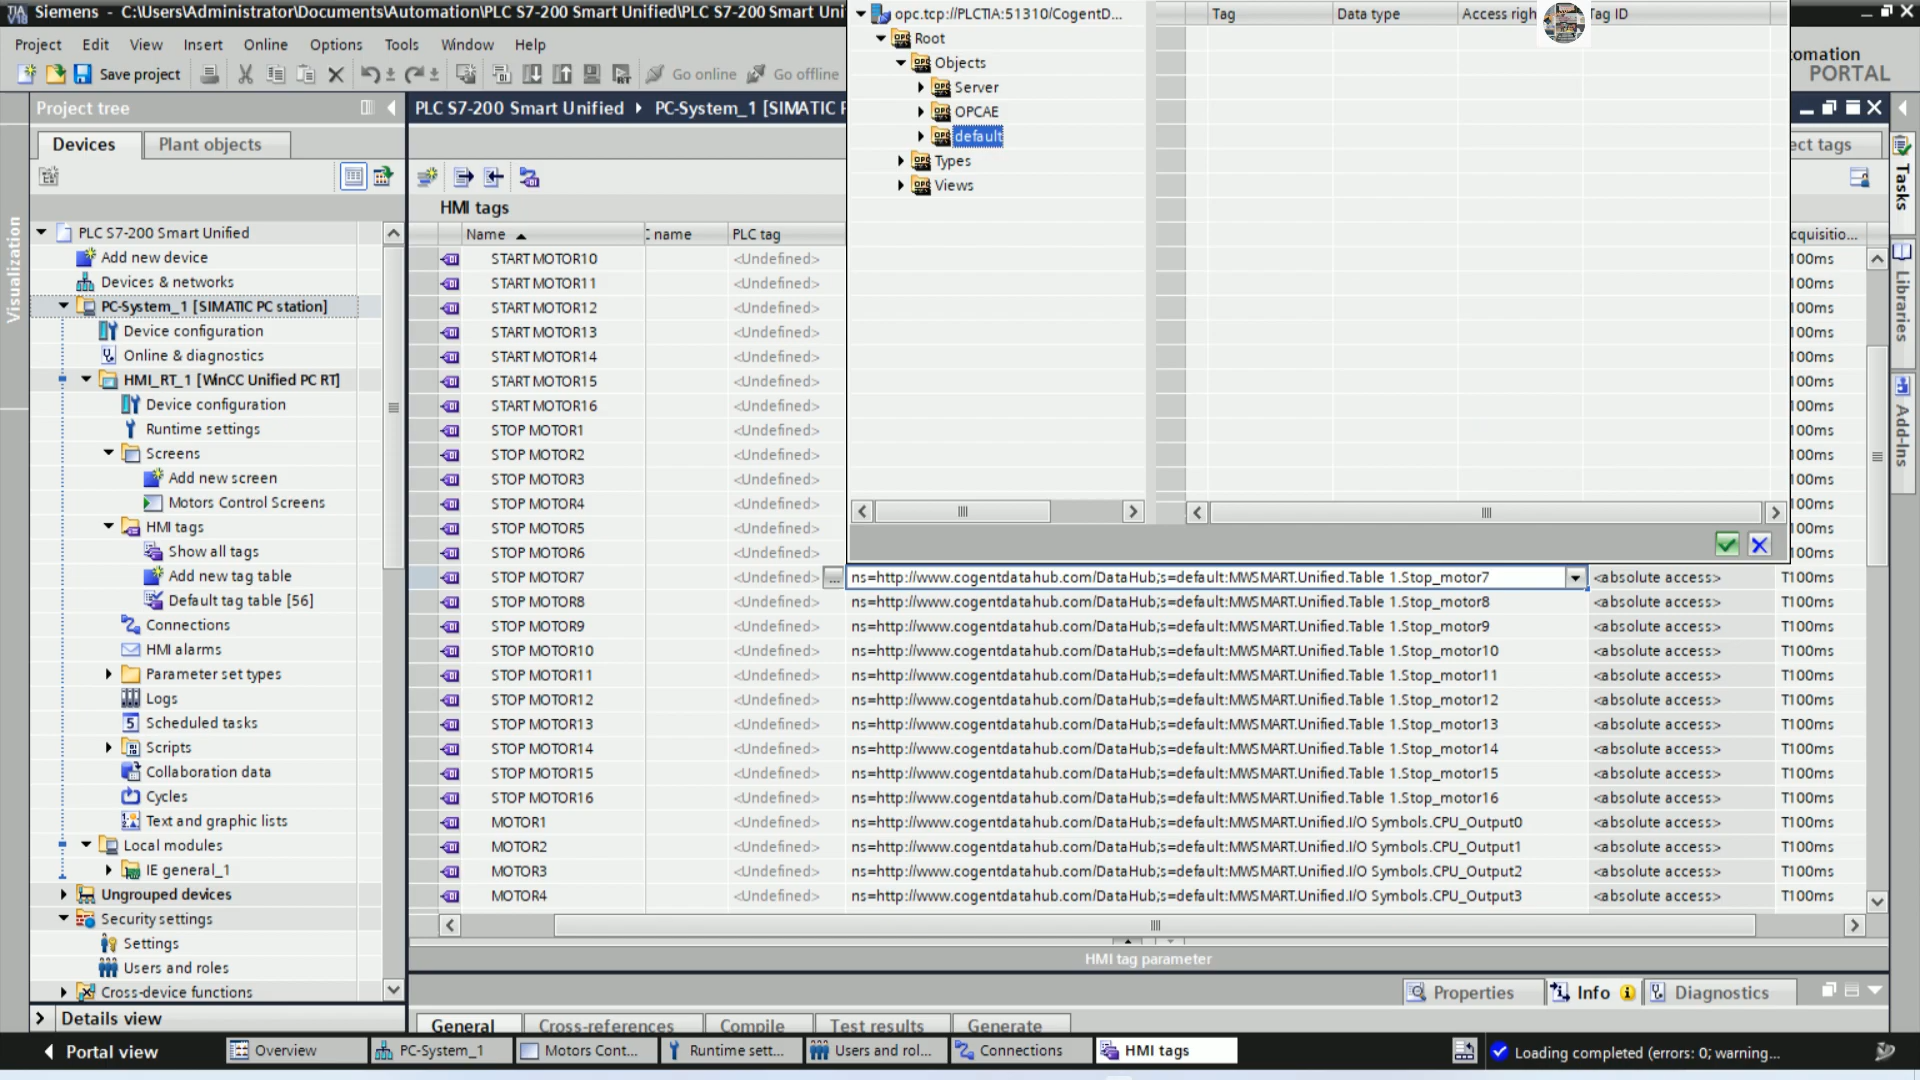 Siemens - C:\Users\Administrator\Documents\Automation\PLC S7-200 Smart Unified\PLC S7-200 Smart Uni
Project Edit View Insert Online Options Tools Window Help
Save project Go online Go offline
omation
PORTAL
Project tree
Devices Plant objects
Visualization
PLC S7-200 Smart Unified
Add new device
Devices & networks
PC-System_1 [SIMATIC PC station]
Device configuration
Online & diagnostics
HMI_RT_1 [WinCC Unified PC RT]
Device configuration
Runtime settings
Screens
Add new screen
Motors Control Screens
HMI tags
Show all tags
Add new tag table
Default tag table [56]
Connections
HMI alarms
Parameter set types
Logs
Scheduled tasks
Scripts
Collaboration data
Cycles
Text and graphic lists
Local modules
IE general_1
Ungrouped devices
Security settings
Settings
Users and roles
Cross-device functions
Details view
PLC S7-200 Smart Unified PC-System_1 [SIMATIC P
ect tags
HMI tags
Name name PLC tag cquisitio...
START MOTOR10 <Undefined> 100ms
START MOTOR11 <Undefined> 100ms
START MOTOR12 <Undefined> 100ms
START MOTOR13 <Undefined> 100ms
START MOTOR14 <Undefined> 100ms
START MOTOR15 <Undefined> 100ms
START MOTOR16 <Undefined> 100ms
STOP MOTOR1 <Undefined> 100ms
STOP MOTOR2 <Undefined> 100ms
STOP MOTOR3 <Undefined> 100ms
STOP MOTOR4 <Undefined> 100ms
STOP MOTOR5 <Undefined> 100ms
STOP MOTOR6 <Undefined> 100ms
STOP MOTOR7 <Undefined> ... ns=http://www.cogentdatahub.com/DataHub;s=default:MWSMART.Unified.Table 1.Stop_motor7 <absolute access> T100ms
STOP MOTOR8 <Undefined> ns=http://www.cogentdatahub.com/DataHub;s=default:MWSMART.Unified.Table 1.Stop_motor8 <absolute access> T100ms
STOP MOTOR9 <Undefined> ns=http://www.cogentdatahub.com/DataHub;s=default:MWSMART.Unified.Table 1.Stop_motor9 <absolute access> T100ms
STOP MOTOR10 <Undefined> ns=http://www.cogentdatahub.com/DataHub;s=default:MWSMART.Unified.Table 1.Stop_motor10 <absolute access> T100ms
STOP MOTOR11 <Undefined> ns=http://www.cogentdatahub.com/DataHub;s=default:MWSMART.Unified.Table 1.Stop_motor11 <absolute access> T100ms
STOP MOTOR12 <Undefined> ns=http://www.cogentdatahub.com/DataHub;s=default:MWSMART.Unified.Table 1.Stop_motor12 <absolute access> T100ms
STOP MOTOR13 <Undefined> ns=http://www.cogentdatahub.com/DataHub;s=default:MWSMART.Unified.Table 1.Stop_motor13 <absolute access> T100ms
STOP MOTOR14 <Undefined> ns=http://www.cogentdatahub.com/DataHub;s=default:MWSMART.Unified.Table 1.Stop_motor14 <absolute access> T100ms
STOP MOTOR15 <Undefined> ns=http://www.cogentdatahub.com/DataHub;s=default:MWSMART.Unified.Table 1.Stop_motor15 <absolute access> T100ms
STOP MOTOR16 <Undefined> ns=http://www.cogentdatahub.com/DataHub;s=default:MWSMART.Unified.Table 1.Stop_motor16 <absolute access> T100ms
MOTOR1 <Undefined> ns=http://www.cogentdatahub.com/DataHub;s=default:MWSMART.Unified.I/O Symbols.CPU_Output0 <absolute access> T100ms
MOTOR2 <Undefined> ns=http://www.cogentdatahub.com/DataHub;s=default:MWSMART.Unified.I/O Symbols.CPU_Output1 <absolute access> T100ms
MOTOR3 <Undefined> ns=http://www.cogentdatahub.com/DataHub;s=default:MWSMART.Unified.I/O Symbols.CPU_Output2 <absolute access> T100ms
MOTOR4 <Undefined> ns=http://www.cogentdatahub.com/DataHub;s=default:MWSMART.Unified.I/O Symbols.CPU_Output3 <absolute access> T100ms
opc.tcp://PLCTIA:51310/CogentD...
Root
Objects
Server
OPCAE
default
Types
Views
Tag Data type Access righ Tag ID
Tasks
Libraries
Add-Ins
HMI tag parameter
Properties Info Diagnostics
General Cross-references Compile Test results Generate
Portal view Overview PC-System_1 Motors Cont... Runtime sett... Users and rol... Connections HMI tags Loading completed (errors: 0; warning...